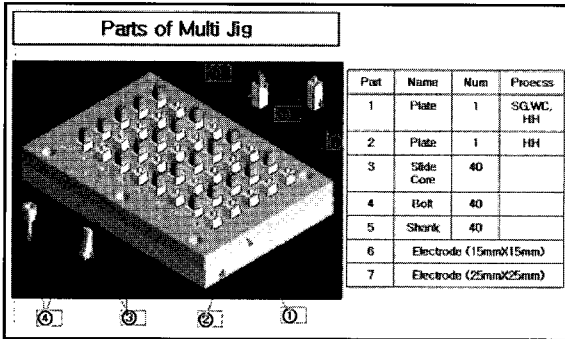 Parts of Multi Jig
Part Name Num Proecss
1 Plate 1 SG,WC,
HH
2 Plate 1 HH
3 Slide
Core 40
4 Bolt 40
5 Shank 40
6 Electrode (15mmX15mm)
7 Electrode (25mmX25mm)
④ ③ ② ①